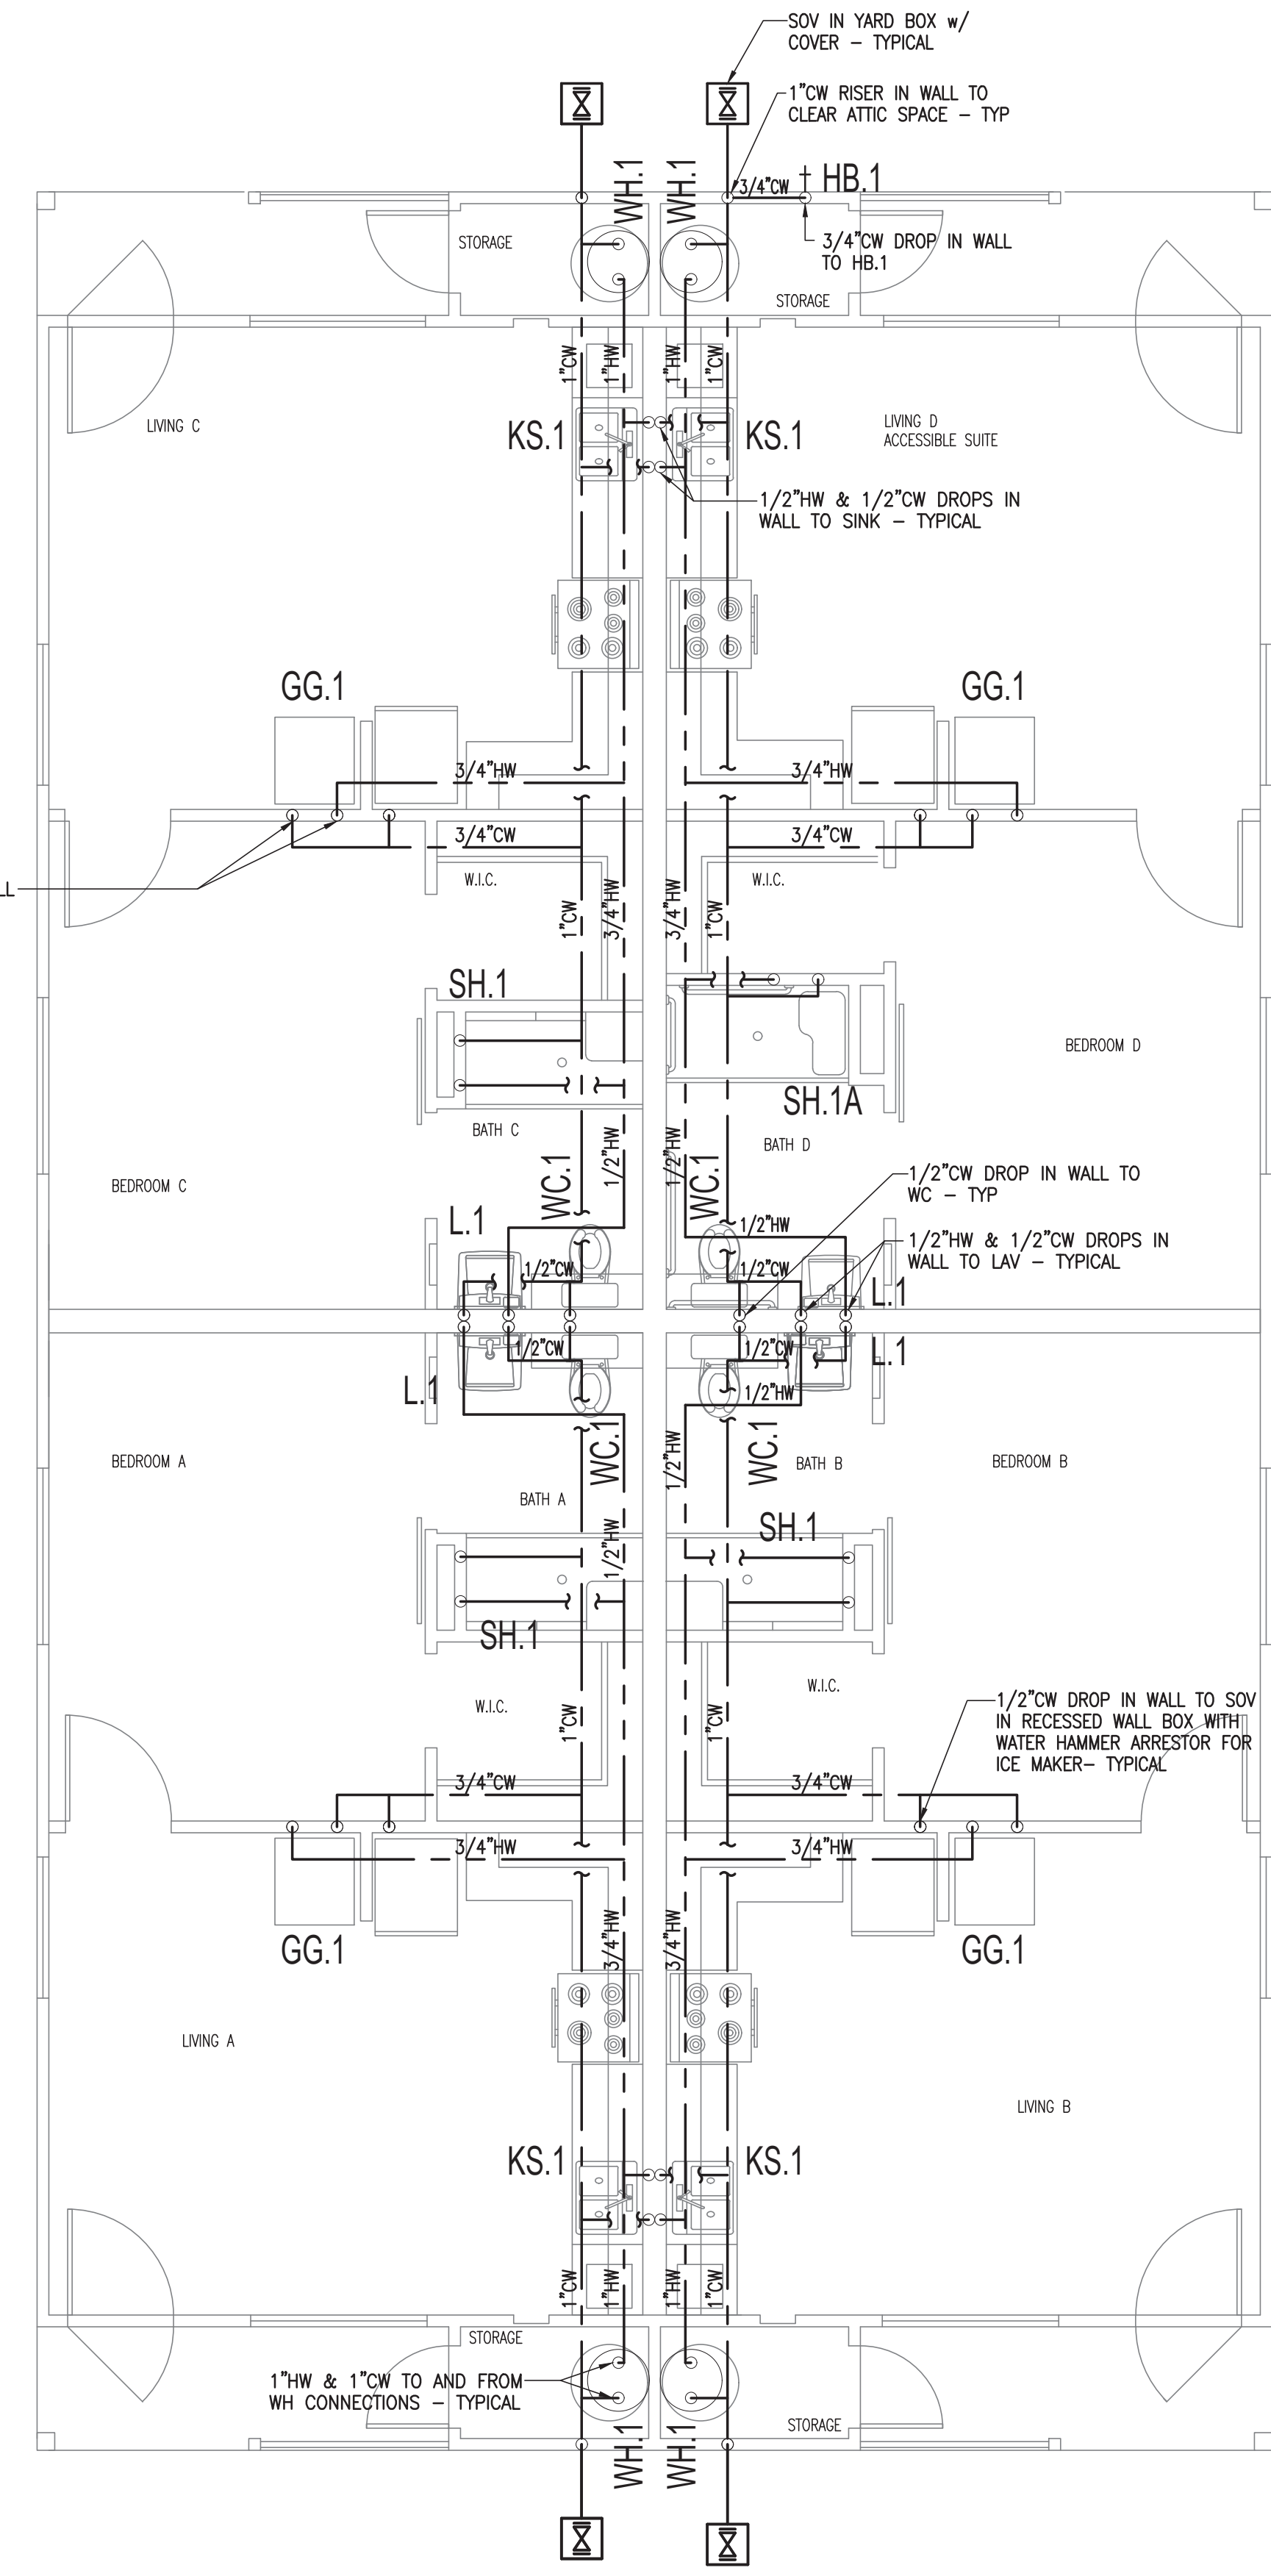 SOV IN YARD BOX w/
COVER – TYPICAL
1"CW RISER IN WALL TO
CLEAR ATTIC SPACE – TYP
WH.1
WH.1
3/4"CW
HB.1
STORAGE
3/4"CW DROP IN WALL
TO HB.1
STORAGE
1"CW
1"HW
1"HW
1"CW
LIVING C
KS.1
KS.1
LIVING D
ACCESSIBLE SUITE
1/2"HW & 1/2"CW DROPS IN
WALL TO SINK – TYPICAL
GG.1
GG.1
3/4"HW
3/4"HW
3/4"CW
3/4"CW
W.I.C.
W.I.C.
1"CW
3/4"HW
3/4"HW
1"CW
SH.1
BEDROOM D
SH.1A
BATH C
BATH D
1/2"HW
1/2"HW
WC.1
WC.1
1/2"CW DROP IN WALL TO
WC – TYP
BEDROOM C
L.1
1/2"HW
1/2"HW & 1/2"CW DROPS IN
WALL TO LAV – TYPICAL
1/2"CW
1/2"CW
L.1
1/2"CW
1/2"CW
L.1
L.1
1/2"HW
WC.1
WC.1
1/2"HW
BEDROOM A
BATH B
BEDROOM B
BATH A
1/2"HW
SH.1
SH.1
W.I.C.
W.I.C.
1/2"CW DROP IN WALL TO SOV
IN RECESSED WALL BOX WITH
WATER HAMMER ARRESTOR FOR
ICE MAKER– TYPICAL
1"CW
1"CW
3/4"CW
3/4"CW
3/4"HW
3/4"HW
GG.1
3/4"HW
3/4"HW
GG.1
LIVING A
LIVING B
KS.1
KS.1
1"CW
1"HW
1"HW
1"CW
STORAGE
1"HW & 1"CW TO AND FROM
WH CONNECTIONS – TYPICAL
STORAGE
WH.1
WH.1